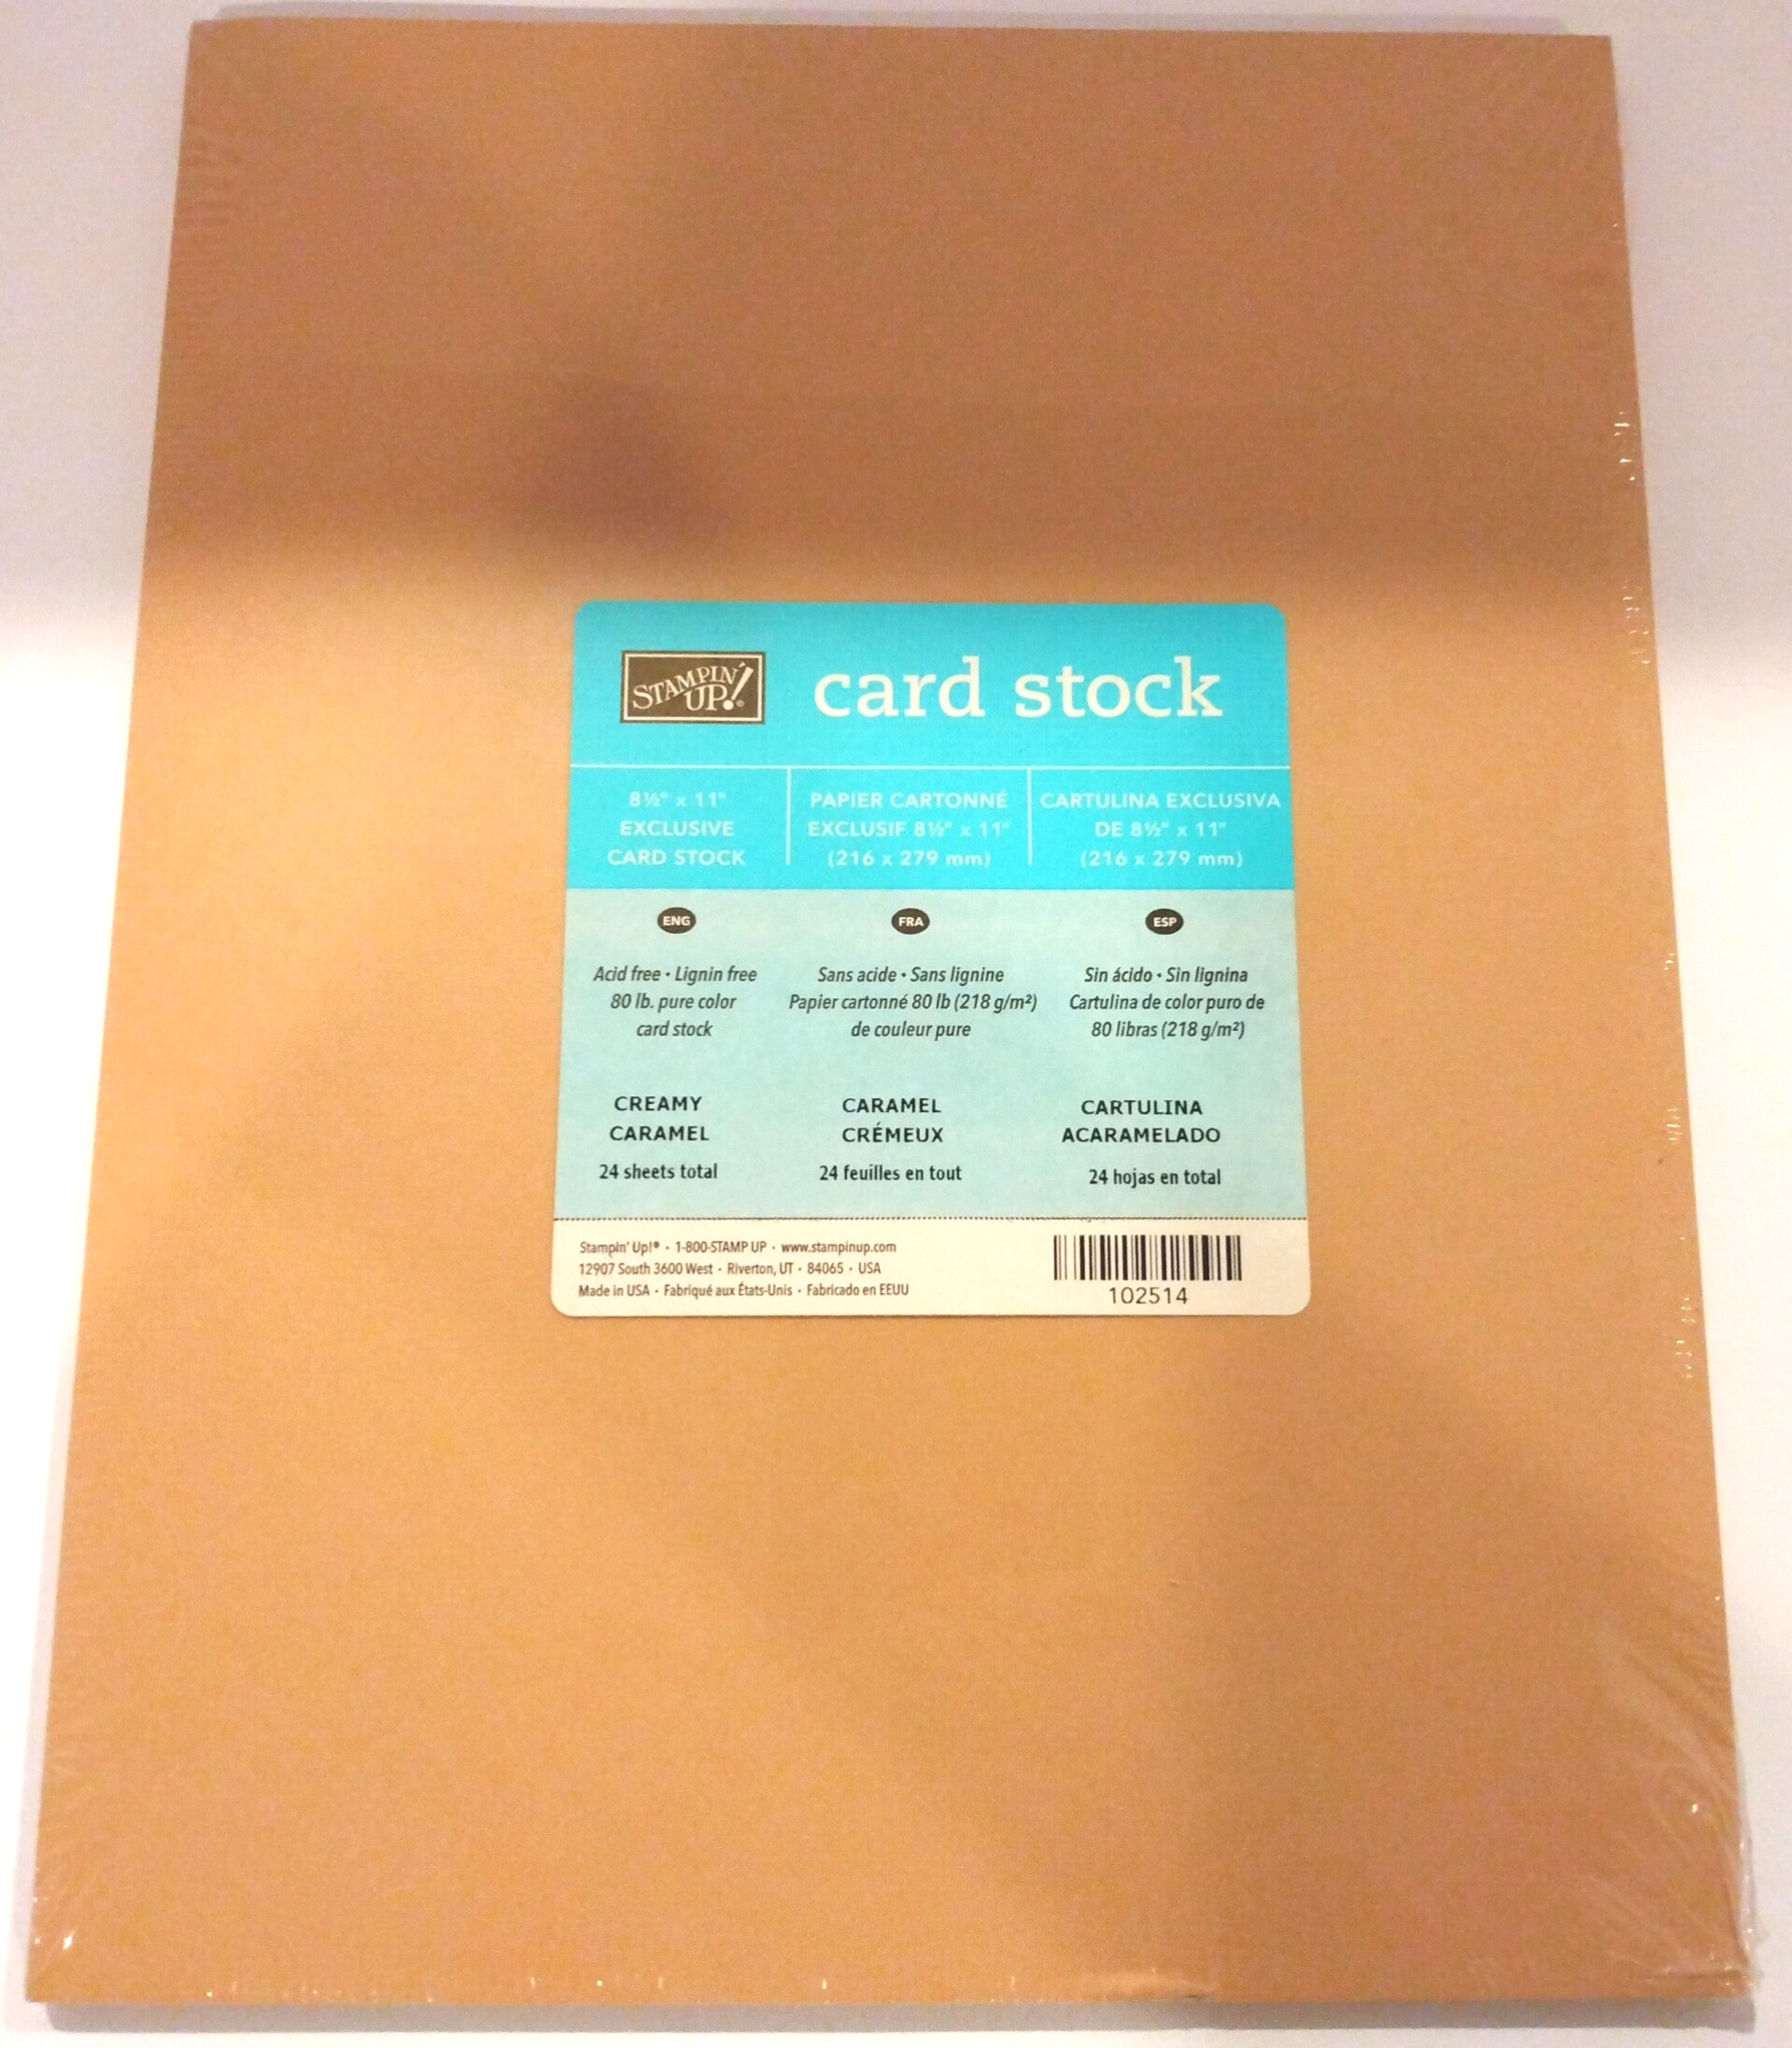 STAMPIN' UP!®
card stock
8½" x 11"
EXCLUSIVE
CARD STOCK
PAPIER CARTONNÉ
EXCLUSIF 8½" x 11"
(216 x 279 mm)
CARTULINA EXCLUSIVA
DE 8½" x 11"
(216 x 279 mm)
ENG
Acid free • Lignin free
80 lb. pure color
card stock
CREAMY
CARAMEL
24 sheets total
FRA
Sans acide • Sans lignine
Papier cartonné 80 lb (218 g/m²)
de couleur pure
CARAMEL
CRÉMEUX
24 feuilles en tout
ESP
Sin ácido • Sin lignina
Cartulina de color puro de
80 libras (218 g/m²)
CARTULINA
ACARAMELADO
24 hojas en total
Stampin' Up!® • 1-800-STAMP UP • www.stampinup.com
12907 South 3600 West • Riverton, UT • 84065 • USA
Made in USA • Fabriqué aux États-Unis • Fabricado en EEUU
102514